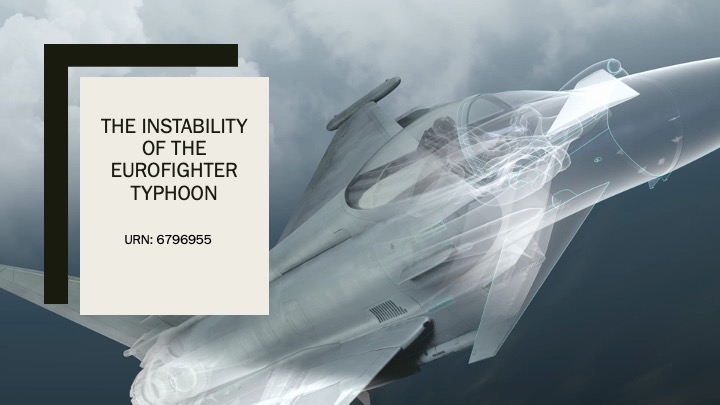 THE INSTABILITY
OF THE
EUROFIGHTER
TYPHOON
URN: 6796955